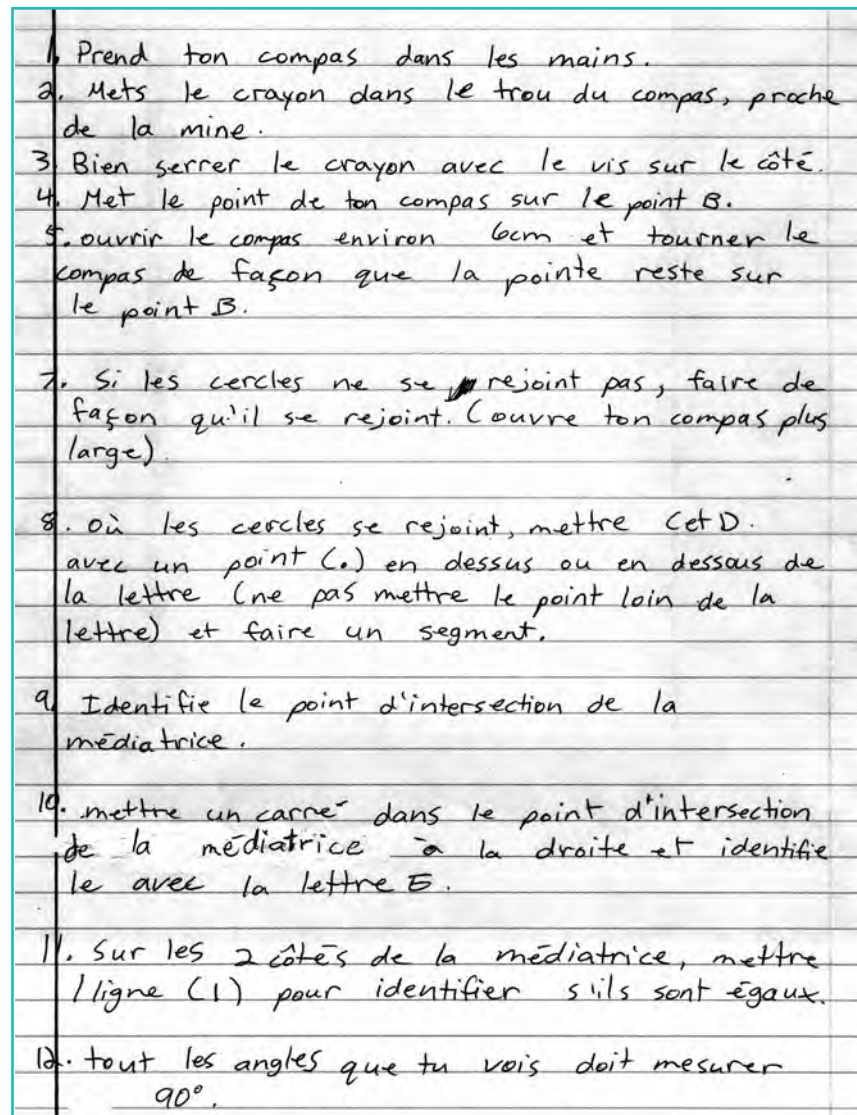 1. Prend ton compas dans les mains.
2. Mets le crayon dans le trou du compas, proche
de la mine.
3. Bien serrer le crayon avec le vis sur le côté.
4. Met le point de ton compas sur le point B.
5. ouvrir le compas environ 6cm et tourner le
compas de façon que la pointe reste sur
le point B.
7. Si les cercles ne se rejoint pas, faire de
façon qu'il se rejoint. (ouvre ton compas plus
large)
8. où les cercles se rejoint, mettre C et D.
avec un point (.) en dessus ou en dessous de
la lettre (ne pas mettre le point loin de la
lettre) et faire un segment.
9. Identifie le point d'intersection de la
médiatrice.
10. mettre un carré dans le point d'intersection
de la médiatrice à la droite et identifie
le avec la lettre E.
11. Sur les 2 côtés de la médiatrice, mettre
1 ligne (1) pour identifier s'ils sont égaux.
12. tout les angles que tu vois doit mesurer
90°.